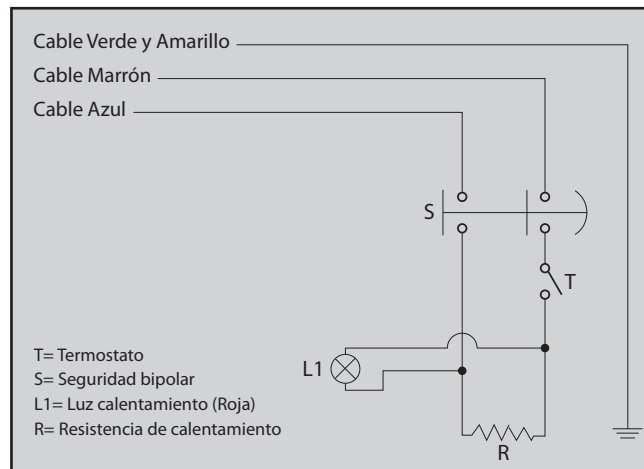 Cable Verde y Amarillo
Cable Marrón
Cable Azul
S
T
L1
R
T= Termostato
S= Seguridad bipolar
L1= Luz calentamiento (Roja)
R= Resistencia de calentamiento